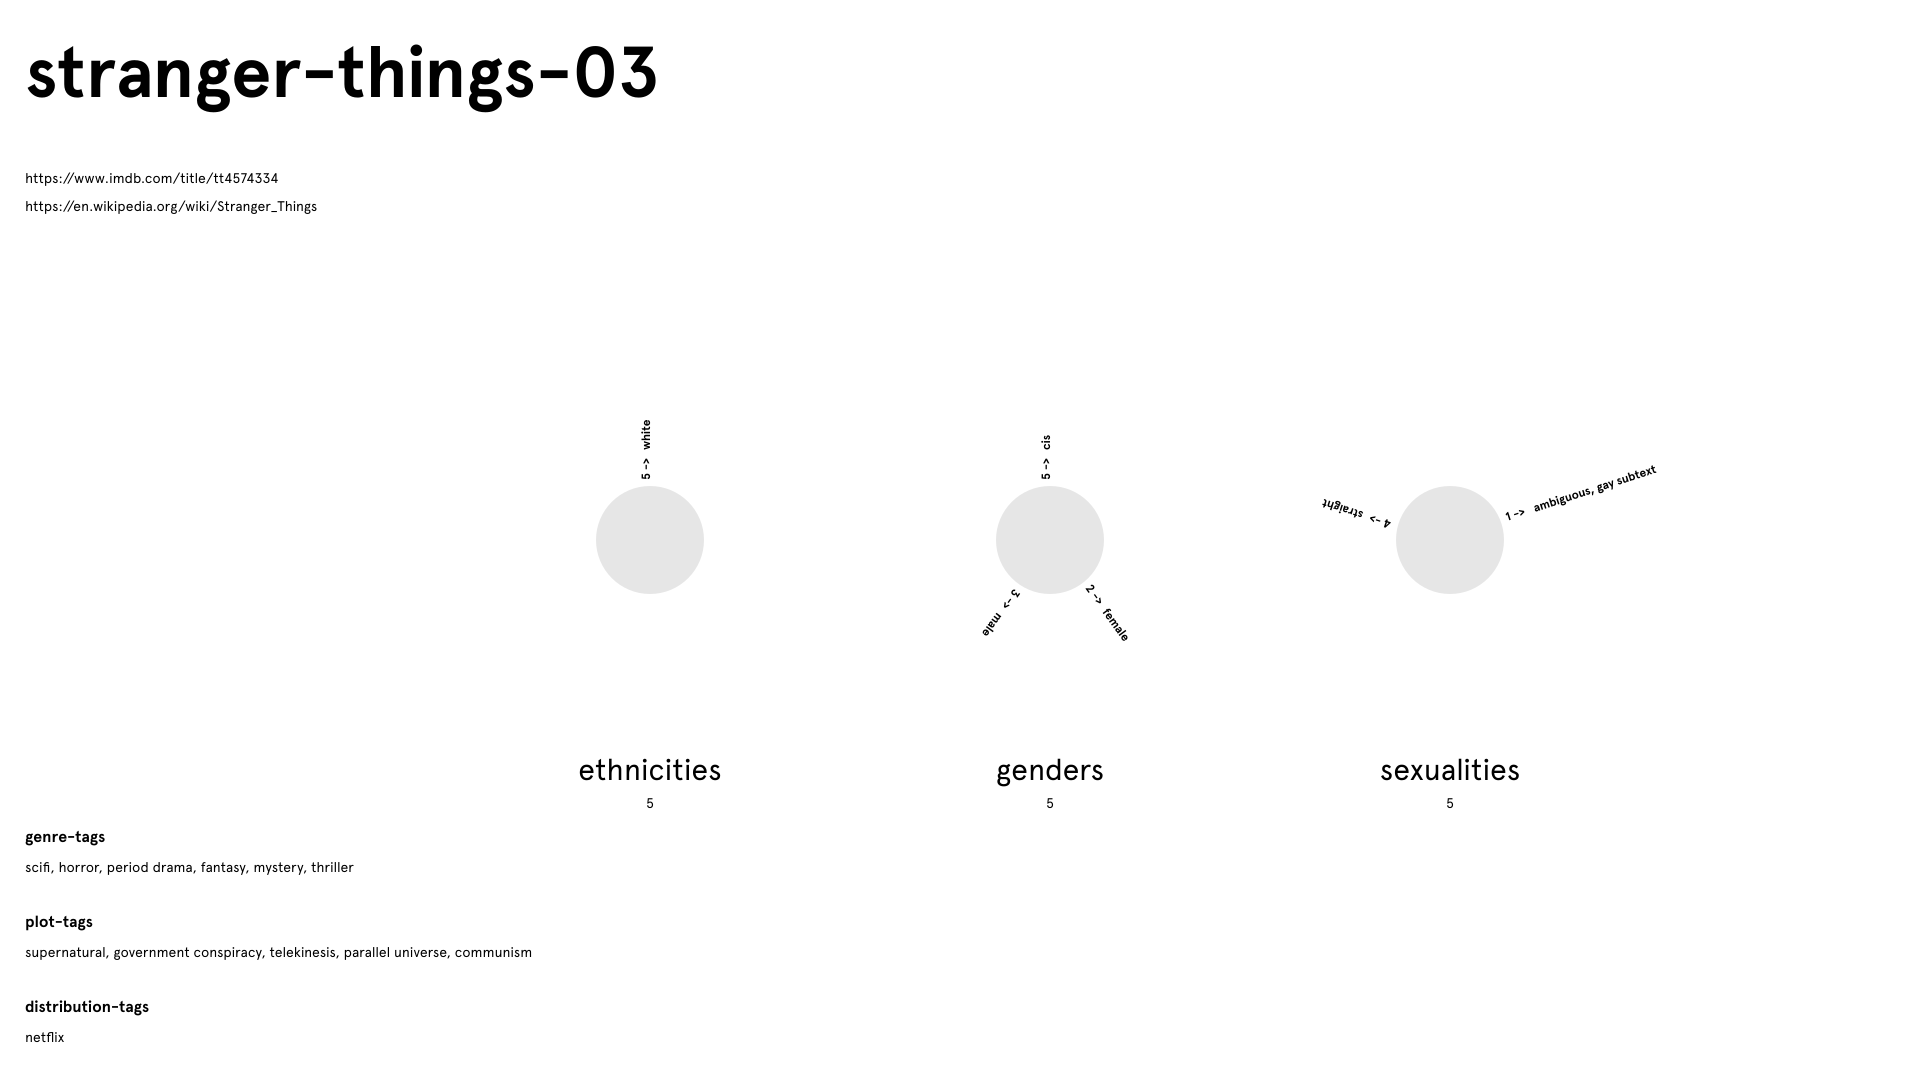 stranger-things-03
https://www.imdb.com/title/tt4574334
https://en.wikipedia.org/wiki/Stranger_Things
5 -> white
5 -> cis
2 -> female
3 -> male
1 -> ambiguous, gay subtext
4 -> straight
ethnicities
5
genders
5
sexualities
5
genre-tags
scifi, horror, period drama, fantasy, mystery, thriller
plot-tags
supernatural, government conspiracy, telekinesis, parallel universe, communism
distribution-tags
netflix